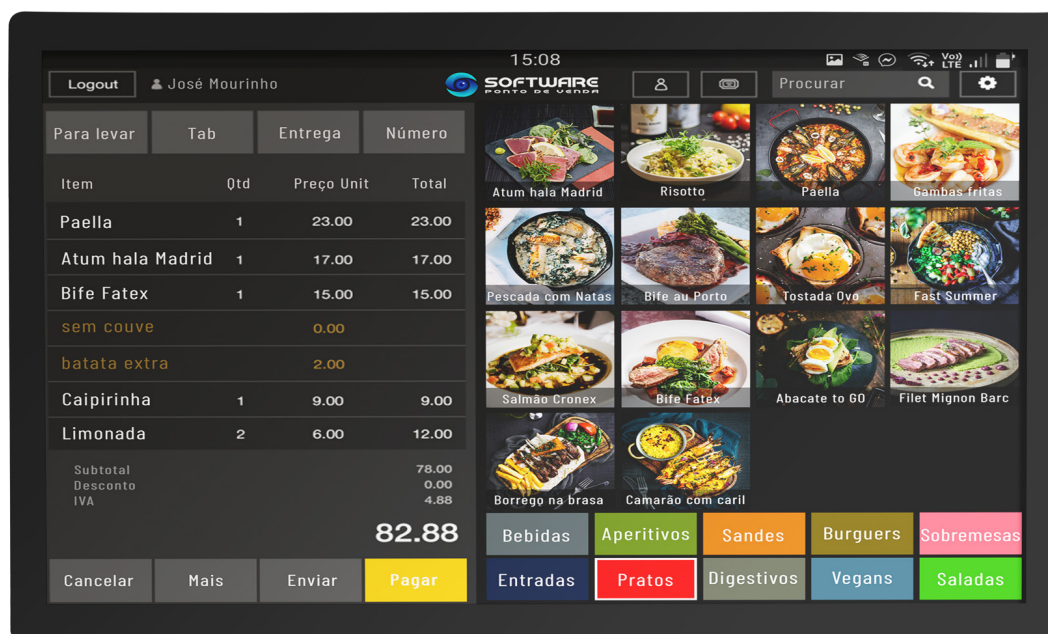 15:08
Vo))
LTE
Logout
José Mourinho
SOFTWARE
PONTO DE VENDA
Procurar
Para levar
Tab
Entrega
Número
Item Qtd Preço Unit Total
Paella 1 23.00 23.00
Atum hala Madrid 1 17.00 17.00
Bife Fatex 1 15.00 15.00
sem couve 0.00
batata extra 2.00
Caipirinha 1 9.00 9.00
Limonada 2 6.00 12.00
Subtotal 78.00
Desconto 0.00
IVA 4.88
82.88
Cancelar
Mais
Enviar
Pagar
Atum hala Madrid
Risotto
Paella
Gambas fritas
Pescada com Natas
Bife au Porto
Tostada Ovo
Fast Summer
Salmão Cronex
Bife Fatex
Abacate to GO
Filet Mignon Barc
Borrego na brasa
Camarão com caril
Bebidas
Aperitivos
Sandes
Burguers
Sobremesas
Entradas
Pratos
Digestivos
Vegans
Saladas